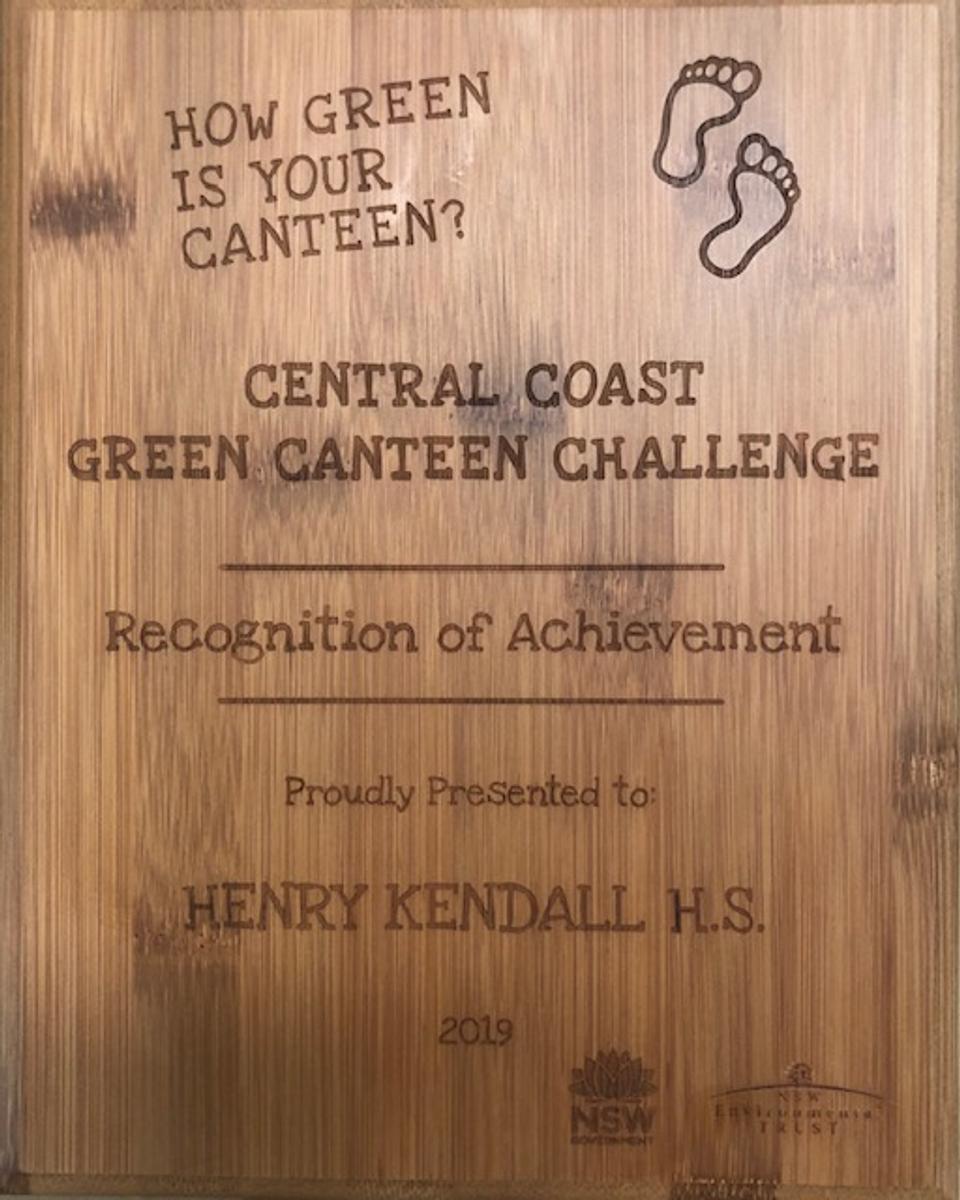 HOW GREEN
IS YOUR
CANTEEN?
CENTRAL COAST
GREEN CANTEEN CHALLENGE
Recognition of Achievement
Proudly Presented to:
HENRY KENDALL H.S.
2019
NSW
GOVERNMENT
NSW
Environmental
TRUST